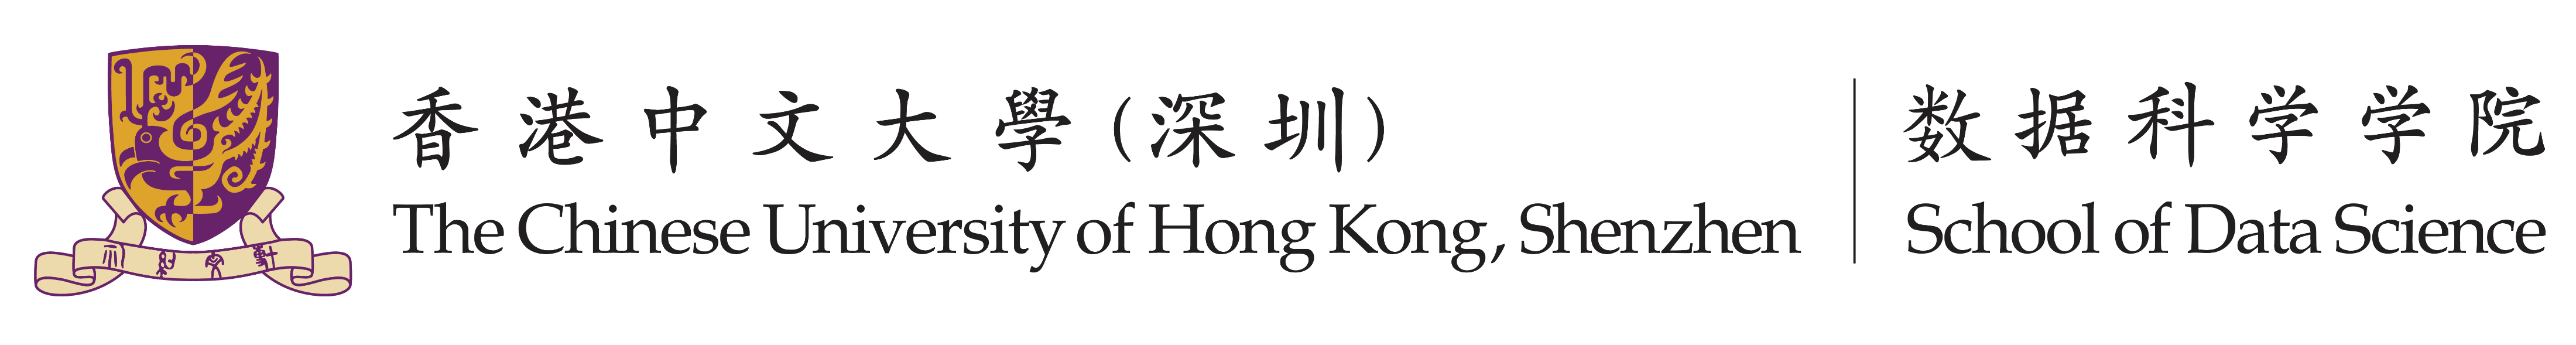 香港中文大學(深圳)
The Chinese University of Hong Kong, Shenzhen
数据科学学院
School of Data Science